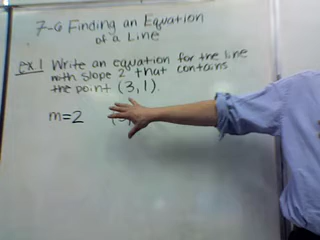 7-6 Finding an Equation
of a Line
ex 1 Write an equation for the line
with slope 2 that contains
the point (3,1).
m=2 (3,